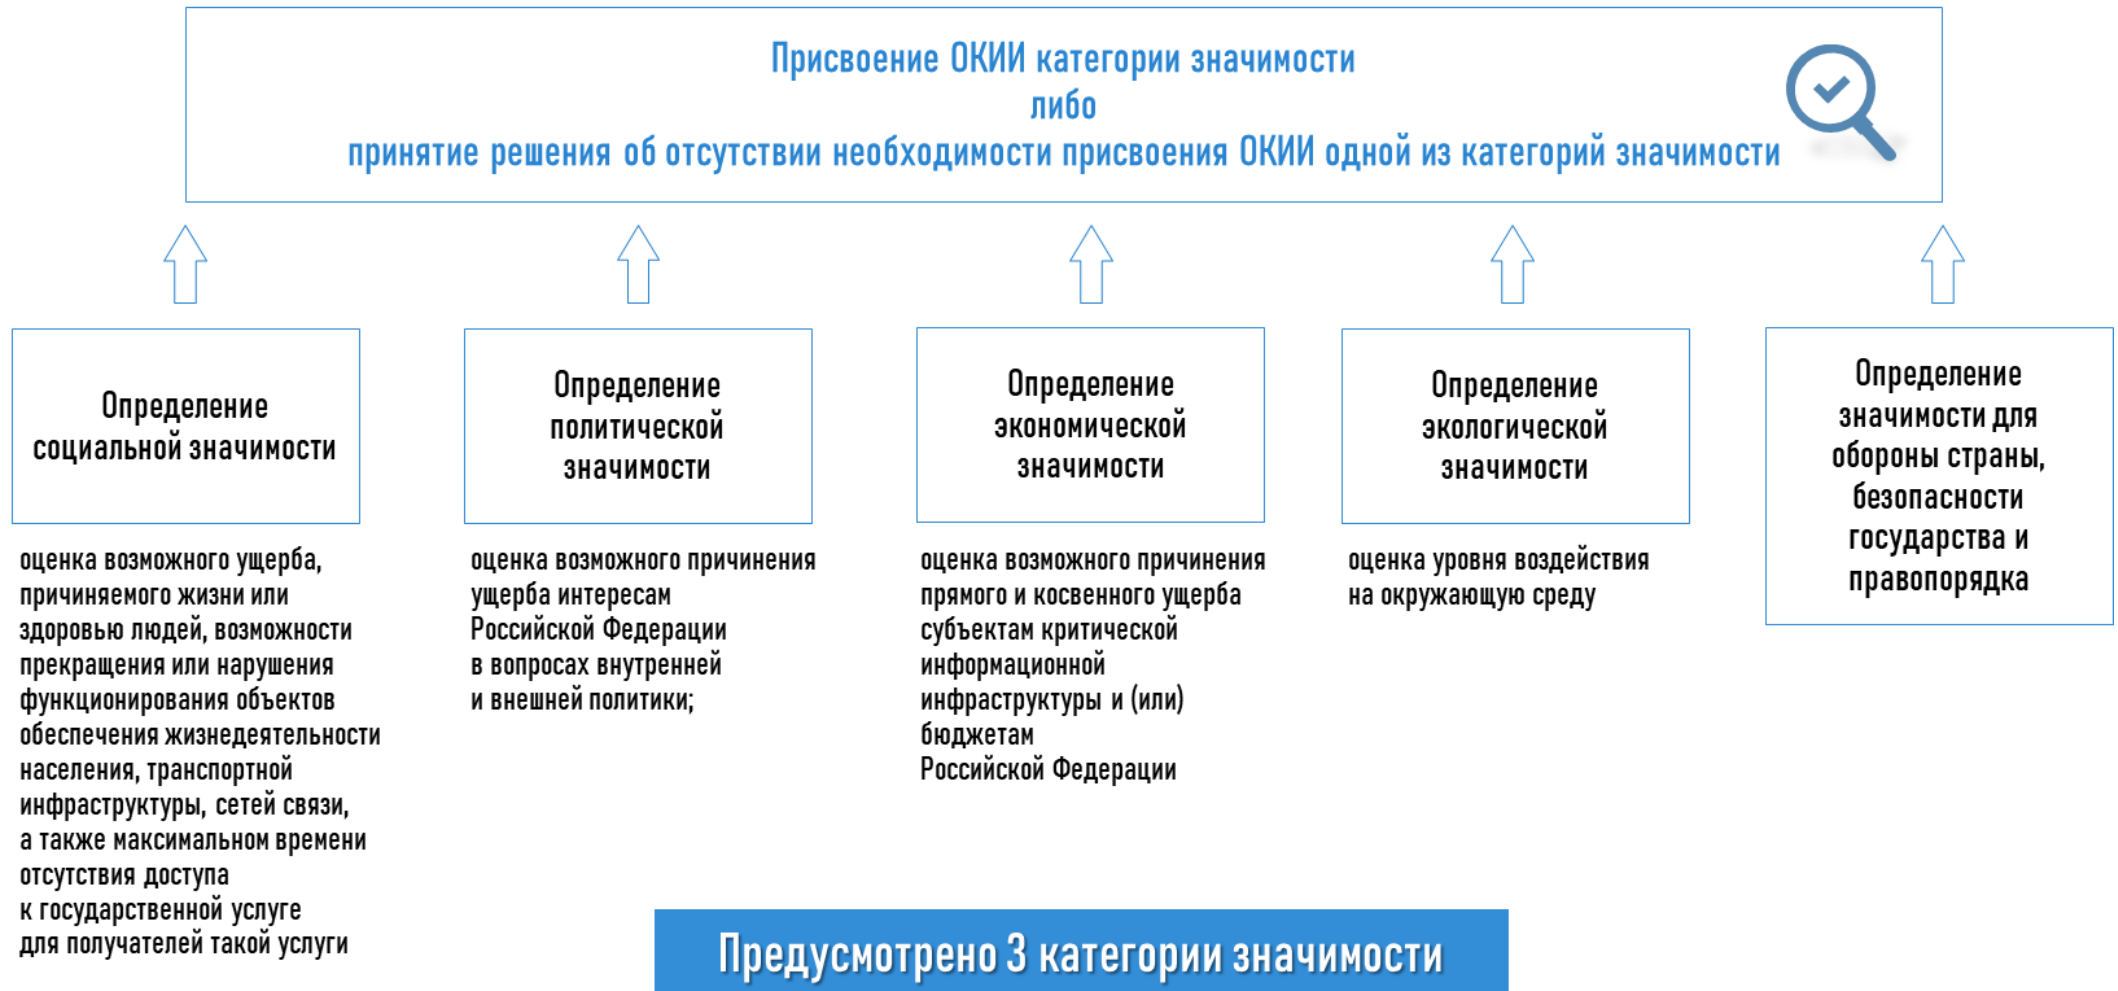 Присвоение ОКИИ категории значимости
либо
принятие решения об отсутствии необходимости присвоения ОКИИ одной из категорий значимости
Определение
социальной значимости
оценка возможного ущерба,
причиняемого жизни или
здоровью людей, возможности
прекращения или нарушения
функционирования объектов
обеспечения жизнедеятельности
населения, транспортной
инфраструктуры, сетей связи,
а также максимальном времени
отсутствия доступа
к государственной услуге
для получателей такой услуги
Определение
политической
значимости
оценка возможного причинения
ущерба интересам
Российской Федерации
в вопросах внутренней
и внешней политики;
Определение
экономической
значимости
оценка возможного причинения
прямого и косвенного ущерба
субъектам критической
информационной
инфраструктуры и (или)
бюджетам
Российской Федерации
Определение
экологической
значимости
оценка уровня воздействия
на окружающую среду
Определение
значимости для
обороны страны,
безопасности
государства и
правопорядка
Предусмотрено 3 категории значимости